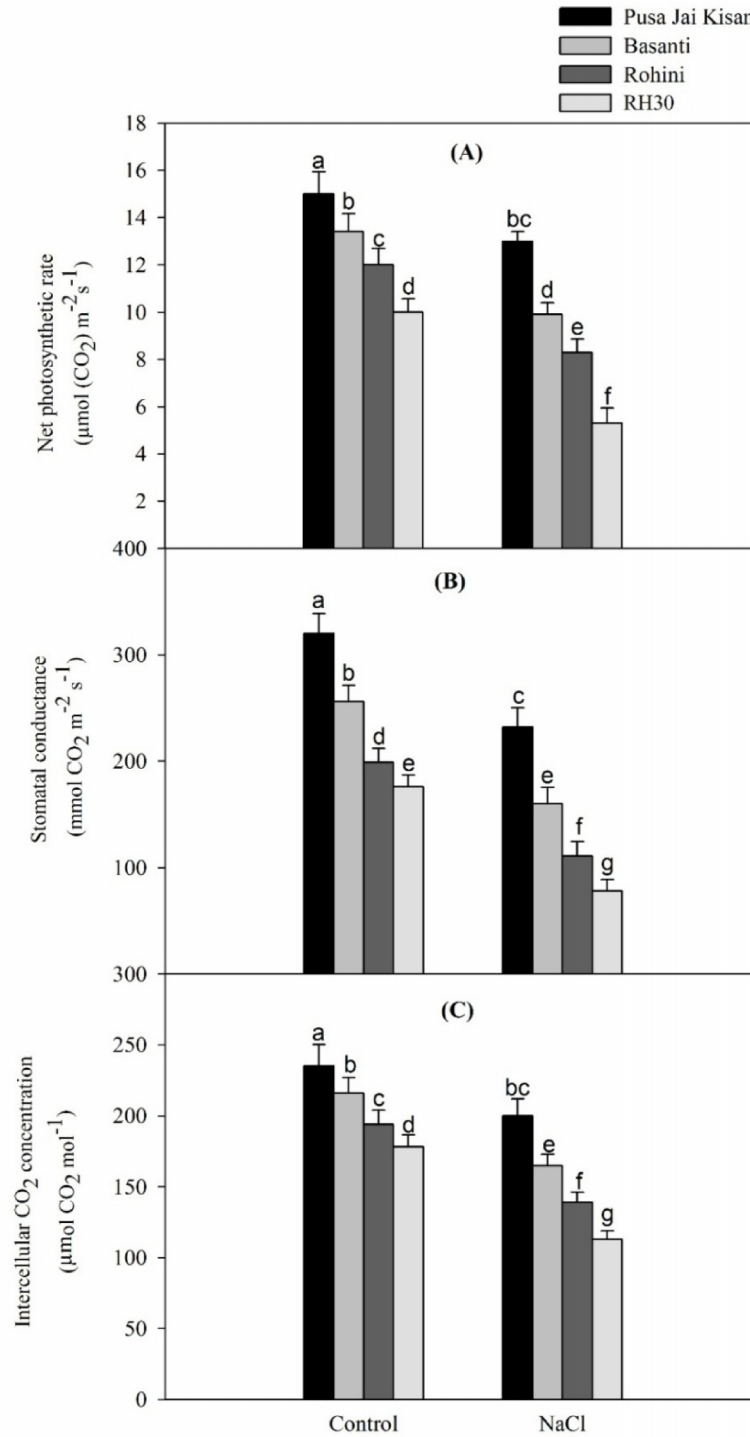 Pusa Jai Kisan
Basanti
Rohini
RH30
(A)
Net photosynthetic rate
(µmol (CO2) m-2s-1)
18
16
14
12
10
8
6
4
2
a
b
c
d
bc
d
e
f
(B)
Stomatal conductance
(mmol CO2 m-2 s-1)
400
300
200
100
a
b
d
e
c
e
f
g
(C)
Intercellular CO2 concentration
(µmol CO2 mol-1)
300
250
200
150
100
50
0
a
b
c
d
bc
e
f
g
Control NaCl